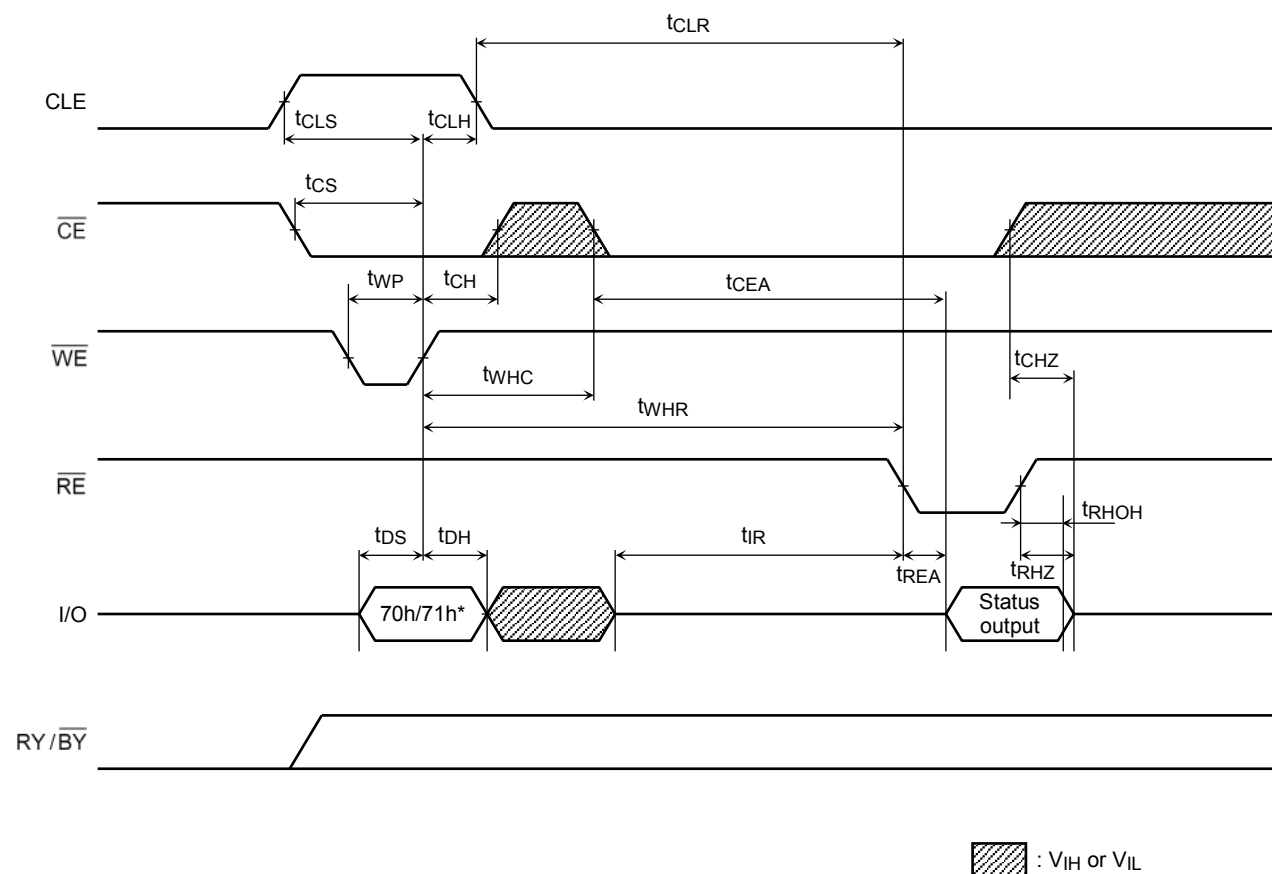 tCLR
CLE
tCLS
tCLH
tCS
CE
tWP
tCH
tCEA
WE
tCHZ
tWHC
tWHR
RE
tRHOH
tDS
tDH
tIR
tREA
tRHZ
I/O
70h/71h*
Status
output
RY/BY
: VIH or VIL